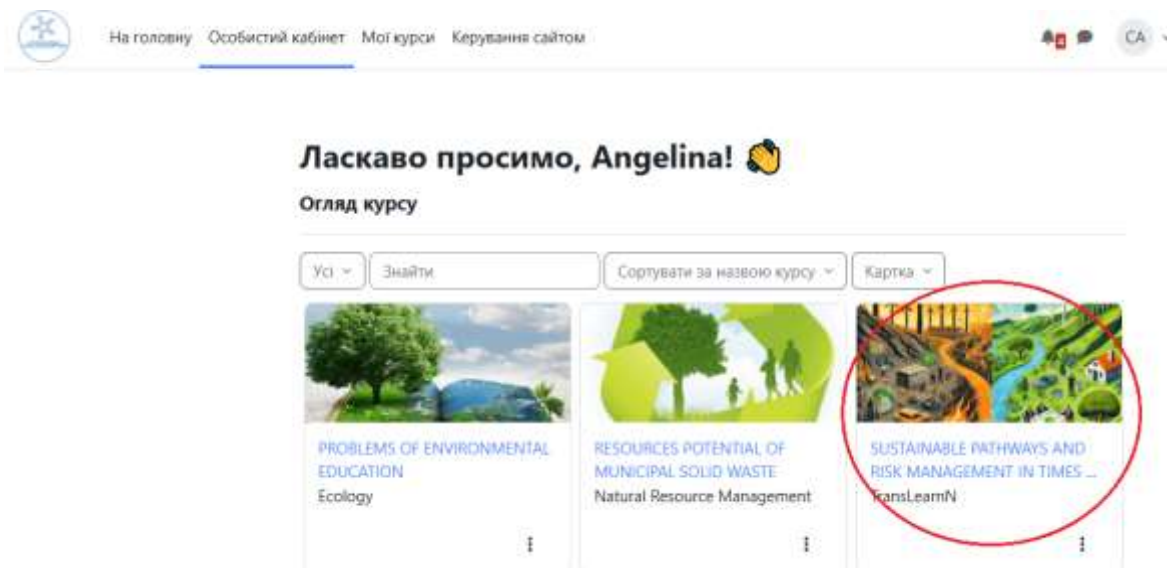 На головну Особистий кабінет Мої курси Керування сайтом CA
Ласкаво просимо, Angelina!
Огляд курсу
Усі Знайти Сортувати за назвою курсу Картка
PROBLEMS OF ENVIRONMENTAL
EDUCATION
Ecology
RESOURCES POTENTIAL OF
MUNICIPAL SOLID WASTE
Natural Resource Management
SUSTAINABLE PATHWAYS AND
RISK MANAGEMENT IN TIMES ...
TransLearnN